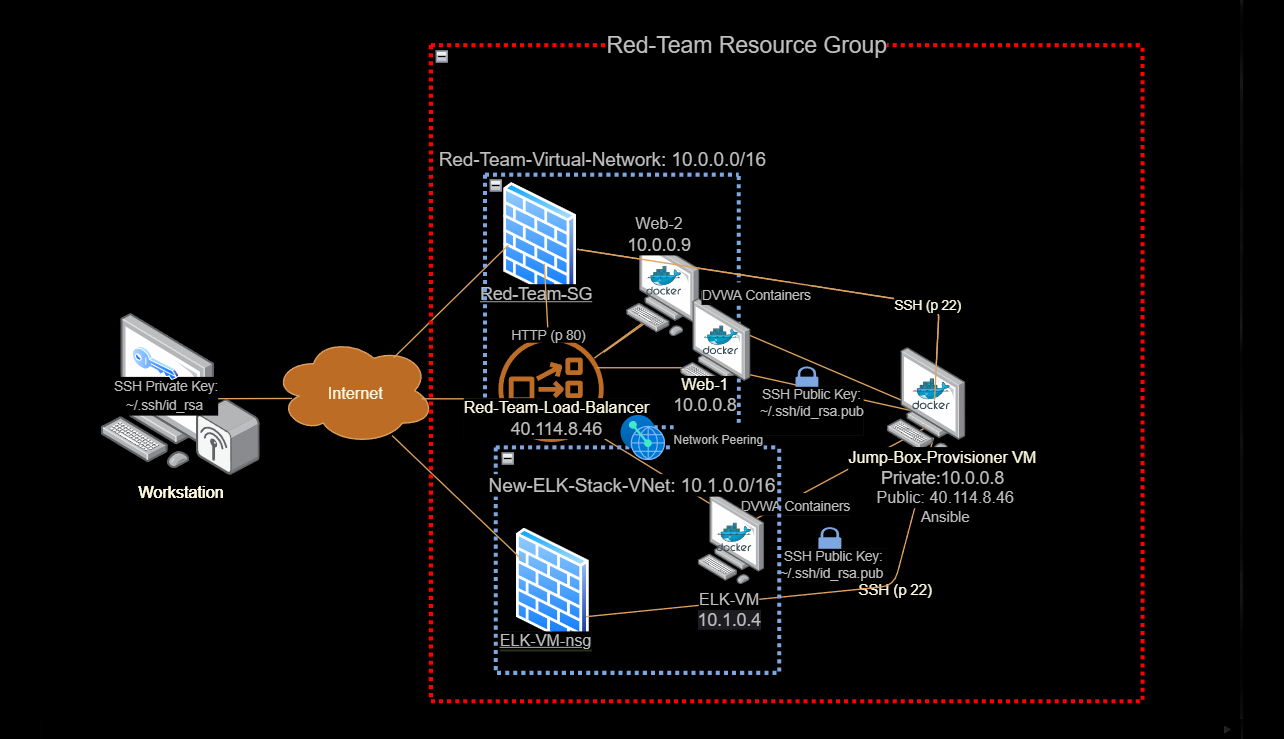 Red-Team Resource Group
Red-Team-Virtual-Network: 10.0.0.0/16
Web-2
10.0.0.9
docker
DVWA Containers
Red-Team-SG
SSH (p 22)
HTTP (p 80)
docker
Web-1
10.0.0.8
SSH Private Key:
~/.ssh/id_rsa
Workstation
Internet
Red-Team-Load-Balancer
40.114.8.46
Network Peering
SSH Public Key:
~/.ssh/id_rsa.pub
docker
Jump-Box-Provisioner VM
Private:10.0.0.8
Public: 40.114.8.46
Ansible
New-ELK-Stack-VNet: 10.1.0.0/16
DVWA Containers
docker
SSH Public Key:
~/.ssh/id_rsa.pub
SSH (p 22)
ELK-VM
10.1.0.4
ELK-VM-nsg